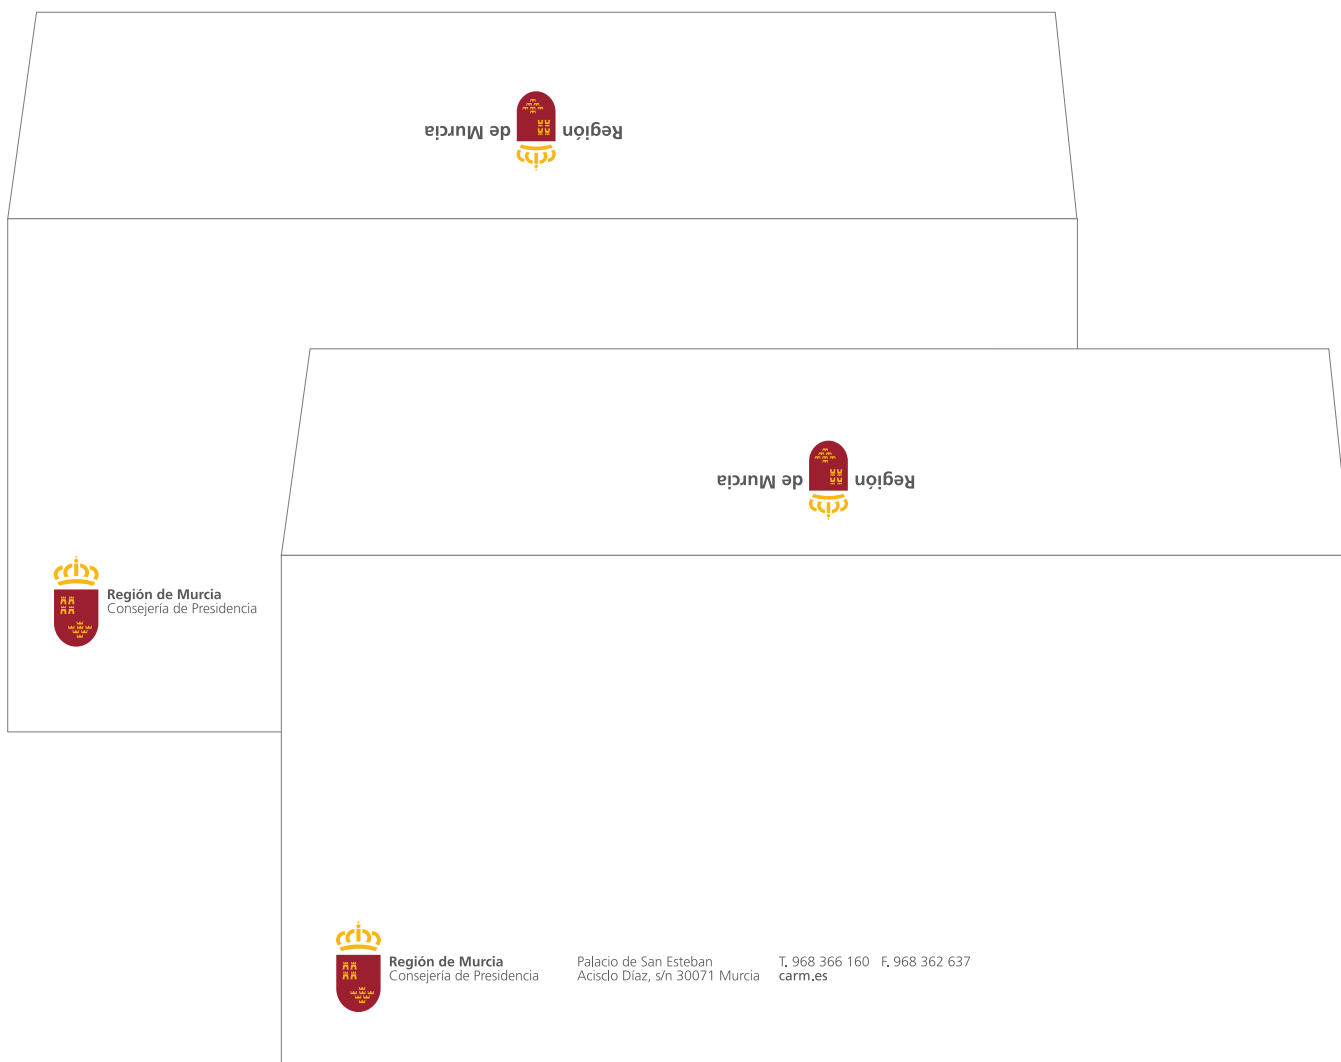 Región de Murcia
Región de Murcia
Consejería de Presidencia
Región de Murcia
Región de Murcia
Consejería de Presidencia
Palacio de San Esteban
Acisclo Díaz, s/n 30071 Murcia
T. 968 366 160 F. 968 362 637
carm.es